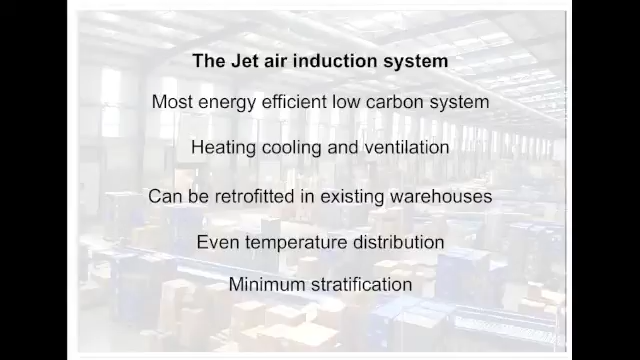 The Jet air induction system
Most energy efficient low carbon system
Heating cooling and ventilation
Can be retrofitted in existing warehouses
Even temperature distribution
Minimum stratification